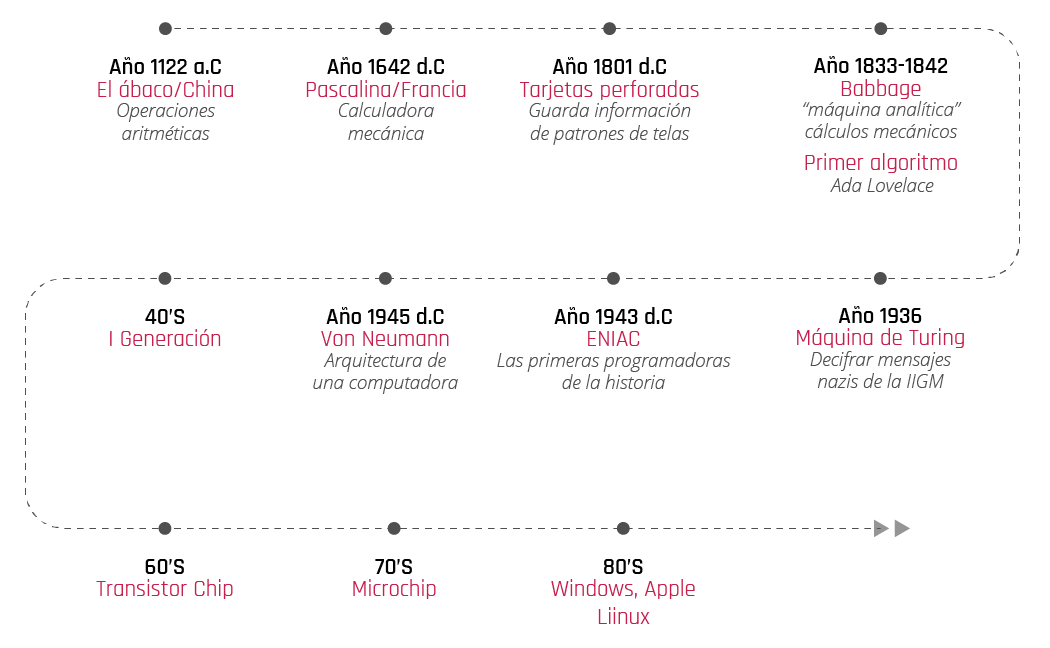 Año 1122 a.C
El ábaco/China
Operaciones
aritméticas
Año 1642 d.C
Pascalina/Francia
Calculadora
mecánica
Año 1801 d.C
Tarjetas perforadas
Guarda información
de patrones de telas
Año 1833-1842
Babbage
“máquina analítica”
cálculos mecánicos
Primer algoritmo
Ada Lovelace
Año 1936
Máquina de Turing
Decifrar mensajes
nazis de la IIGM
Año 1943 d.C
ENIAC
Las primeras programadoras
de la historia
Año 1945 d.C
Von Neumann
Arquitectura de
una computadora
40’S
I Generación
60’S
Transistor Chip
70’S
Microchip
80’S
Windows, Apple
Liinux